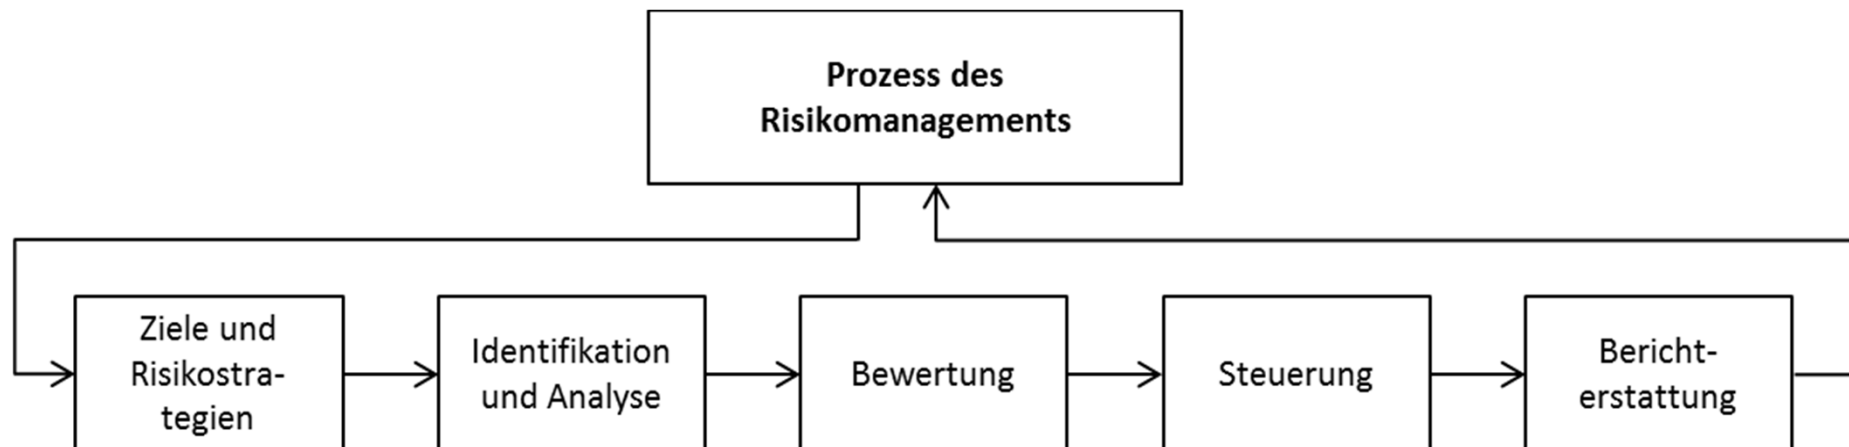 Prozess des
Risikomanagements
Ziele und
Risikostra-
tegien
Identifikation
und Analyse
Bewertung
Steuerung
Bericht-
erstattung